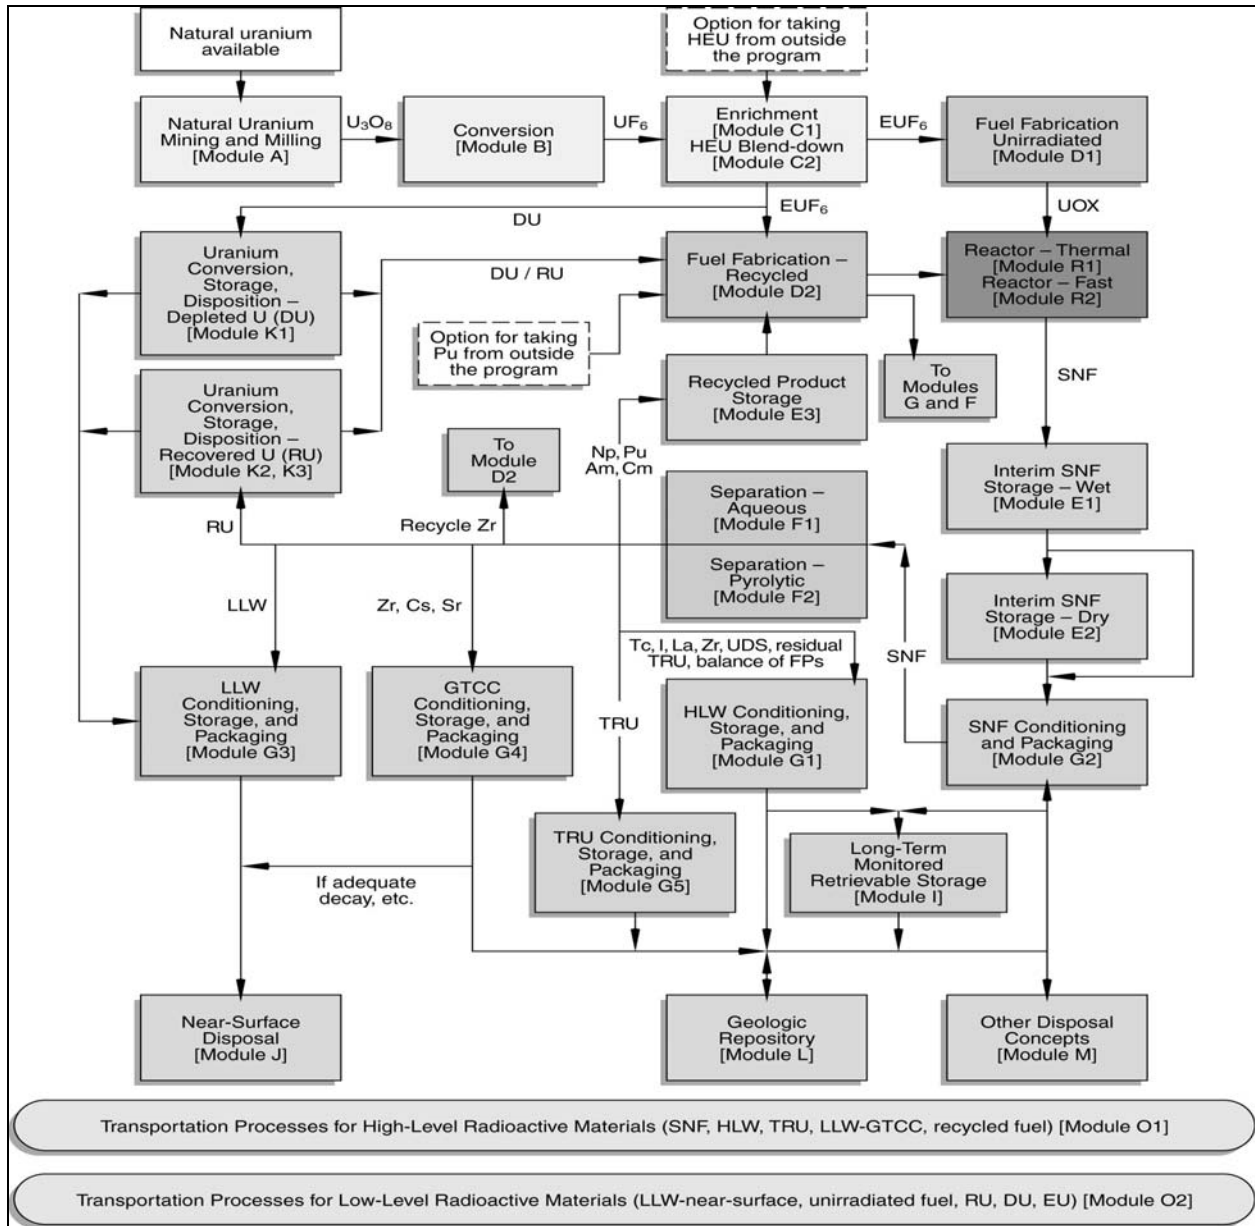 Natural uranium
available
Option for taking
HEU from outside
the program
Natural Uranium
Mining and Milling
[Module A]
U₃O₈
Conversion
[Module B]
UF₆
Enrichment
[Module C1]
HEU Blend-down
[Module C2]
EUF₆
Fuel Fabrication
Unirradiated
[Module D1]
DU
EUF₆
UOX
Uranium
Conversion,
Storage,
Disposition –
Depleted U (DU)
[Module K1]
DU / RU
Fuel Fabrication –
Recycled
[Module D2]
Reactor – Thermal
[Module R1]
Reactor – Fast
[Module R2]
Option for taking
Pu from outside
the program
To
Modules
G and F
SNF
Uranium
Conversion,
Storage,
Disposition –
Recovered U (RU)
[Module K2, K3]
Recycled Product
Storage
[Module E3]
To
Module
D2
Np, Pu
Am, Cm
Interim SNF
Storage – Wet
[Module E1]
RU
Recycle Zr
Separation –
Aqueous
[Module F1]
Separation –
Pyrolytic
[Module F2]
LLW
Zr, Cs, Sr
Interim SNF
Storage – Dry
[Module E2]
Tc, I, La, Zr, UDS, residual
TRU, balance of FPs
SNF
LLW
Conditioning,
Storage, and
Packaging
[Module G3]
GTCC
Conditioning,
Storage, and
Packaging
[Module G4]
TRU
HLW Conditioning,
Storage, and
Packaging
[Module G1]
SNF Conditioning
and Packaging
[Module G2]
TRU Conditioning,
Storage, and
Packaging
[Module G5]
Long-Term
Monitored
Retrievable Storage
[Module I]
If adequate
decay, etc.
Near-Surface
Disposal
[Module J]
Geologic
Repository
[Module L]
Other Disposal
Concepts
[Module M]
Transportation Processes for High-Level Radioactive Materials (SNF, HLW, TRU, LLW-GTCC, recycled fuel) [Module O1]
Transportation Processes for Low-Level Radioactive Materials (LLW-near-surface, unirradiated fuel, RU, DU, EU) [Module O2]